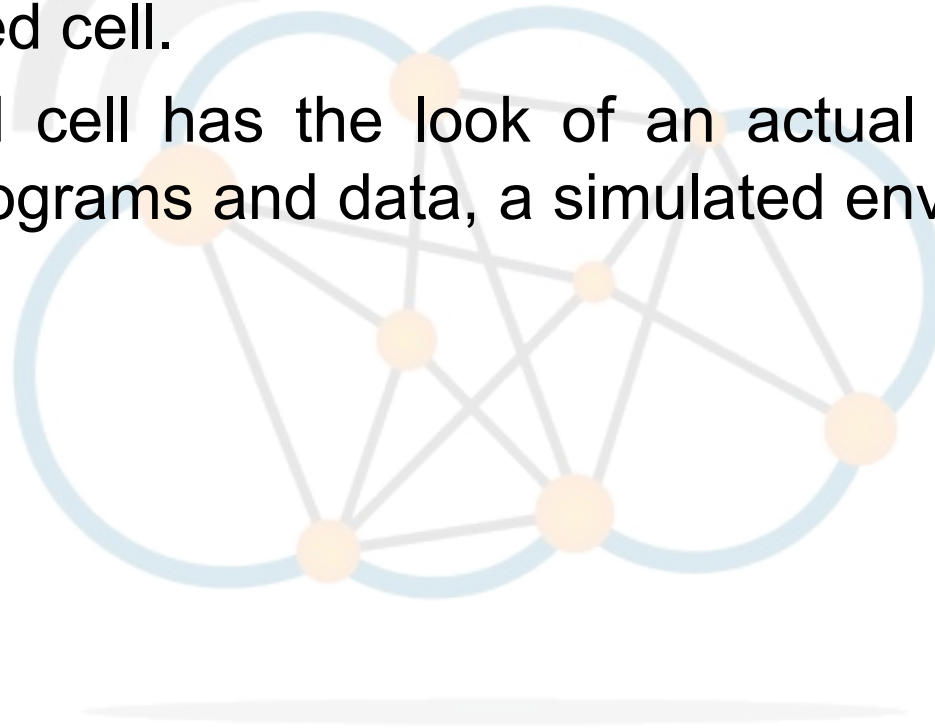 ed cell.
l cell has the look of an actual
ograms and data, a simulated env